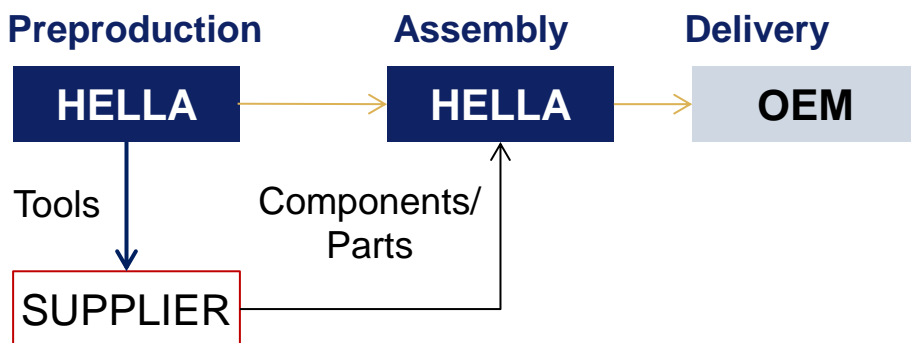 Preproduction Assembly Delivery
HELLA HELLA OEM
Tools
Components/
Parts
SUPPLIER